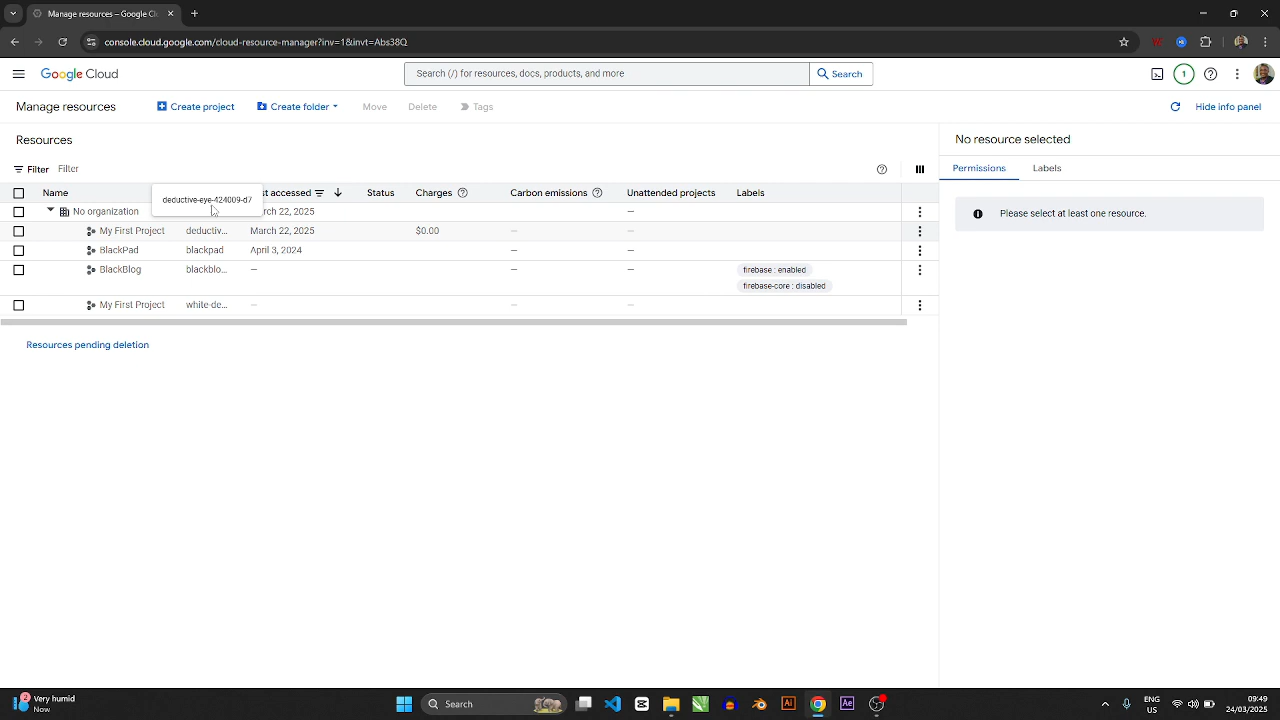 Manage resources – Google Cloud
console.cloud.google.com/cloud-resource-manager?inv=1&invt=Abs38Q
Google Cloud
Search (/) for resources, docs, products, and more
Search
1
Manage resources
Create project
Create folder
Move
Delete
Tags
Hide info panel
Resources
No resource selected
Filter
Filter
Permissions
Labels
Name
deductive-eye-424009-d7
st accessed
Status
Charges
Carbon emissions
Unattended projects
Labels
No organization
rch 22, 2025
—
Please select at least one resource.
My First Project
deductiv...
March 22, 2025
$0.00
—
—
BlackPad
blackpad
April 3, 2024
—
—
BlackBlog
blackblo...
—
—
—
firebase : enabled
firebase-core : disabled
My First Project
white-de...
—
—
—
Resources pending deletion
2
Very humid
Now
Search
ENG
US
09:49
24/03/2025